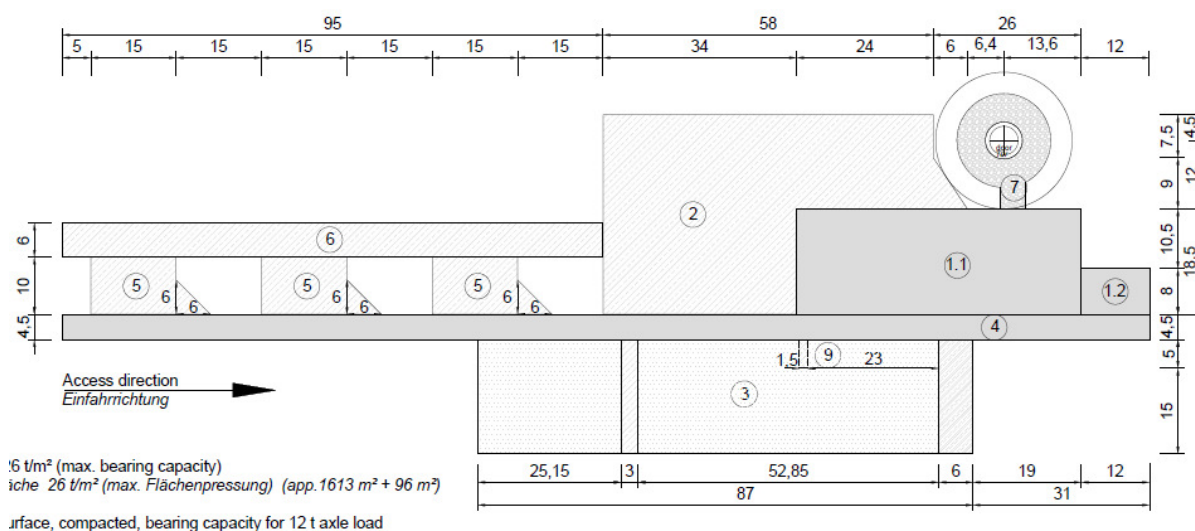 95 58 26
5 15 15 15 15 15 15 34 24 6 6,4 13,6 12
7,5 4,5
door
7
9 12
2
6 6
10,5 18,5
1.1
10 5 6 6 5 6 6 5 6 6
1.2 8
4,5 4 4,5
1,5 9 23 5
Access direction
Einfahrrichtung
3 15
26 t/m² (max. bearing capacity)
äche 26 t/m² (max. Flächenpressung) (app.1613 m² + 96 m²)
25,15 3 52,85 6 19 12
87 31
urface, compacted, bearing capacity for 12 t axle load